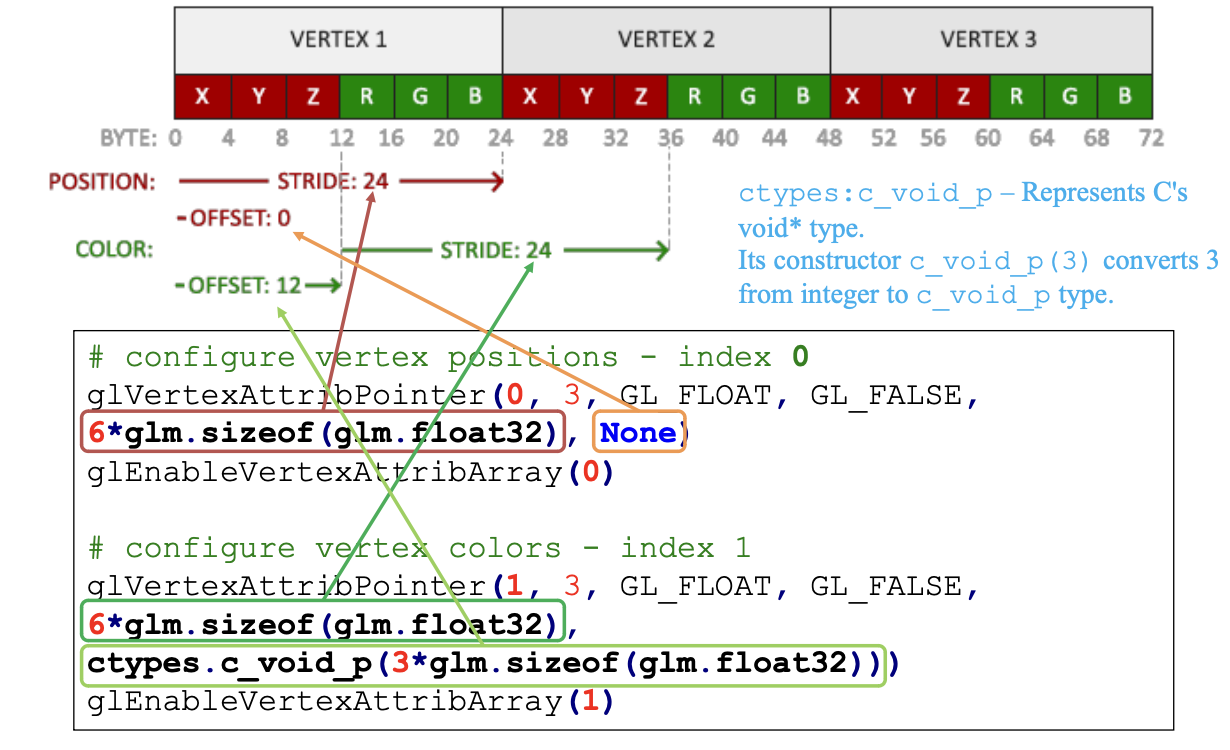 VERTEX 1 VERTEX 2 VERTEX 3
X Y Z R G B X Y Z R G B X Y Z R G B
BYTE: 0 4 8 12 16 20 24 28 32 36 40 44 48 52 56 60 64 68 72
POSITION: STRIDE: 24
-OFFSET: 0
COLOR: STRIDE: 24
-OFFSET: 12
ctypes:c_void_p – Represents C's
void* type.
Its constructor c_void_p(3) converts 3
from integer to c_void_p type.
# configure vertex positions - index 0
glVertexAttribPointer(0, 3, GL_FLOAT, GL_FALSE,
6*glm.sizeof(glm.float32), None)
glEnableVertexAttribArray(0)
# configure vertex colors - index 1
glVertexAttribPointer(1, 3, GL_FLOAT, GL_FALSE,
6*glm.sizeof(glm.float32),
ctypes.c_void_p(3*glm.sizeof(glm.float32)))
glEnableVertexAttribArray(1)